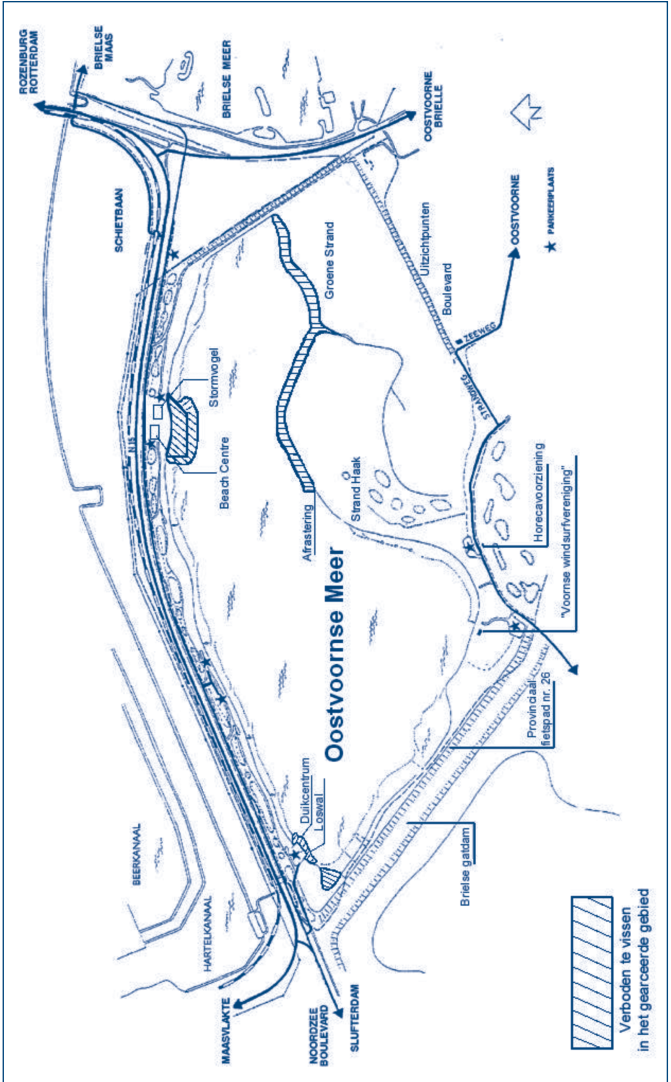 ROZENBURG
ROTTERDAM
BRIELSE
MAAS
SCHIETBAAN
BRIELSE MEER
OOSTVOORNE
BRIELLE
N 15
Stormvogel
Beach Centre
Groene Strand
Uitzichtpunten
Boulevard
OOSTVOORNE
★ PARKEERPLAATS
ZEEWEG
STRANDWEG
Afrastering
Strand Haak
Horecavoorziening
"Voornse windsurfvereniging"
Oostvoornse Meer
BEERKANAAL
HARTELKANAAL
Duikcentrum
Loswal
Provinciaal
fietspad nr. 26
Brielse gatdam
MAASVLAKTE
NOORDZEE
BOULEVARD
SLUFTERDAM
Verboden te vissen
in het gearceerde gebied